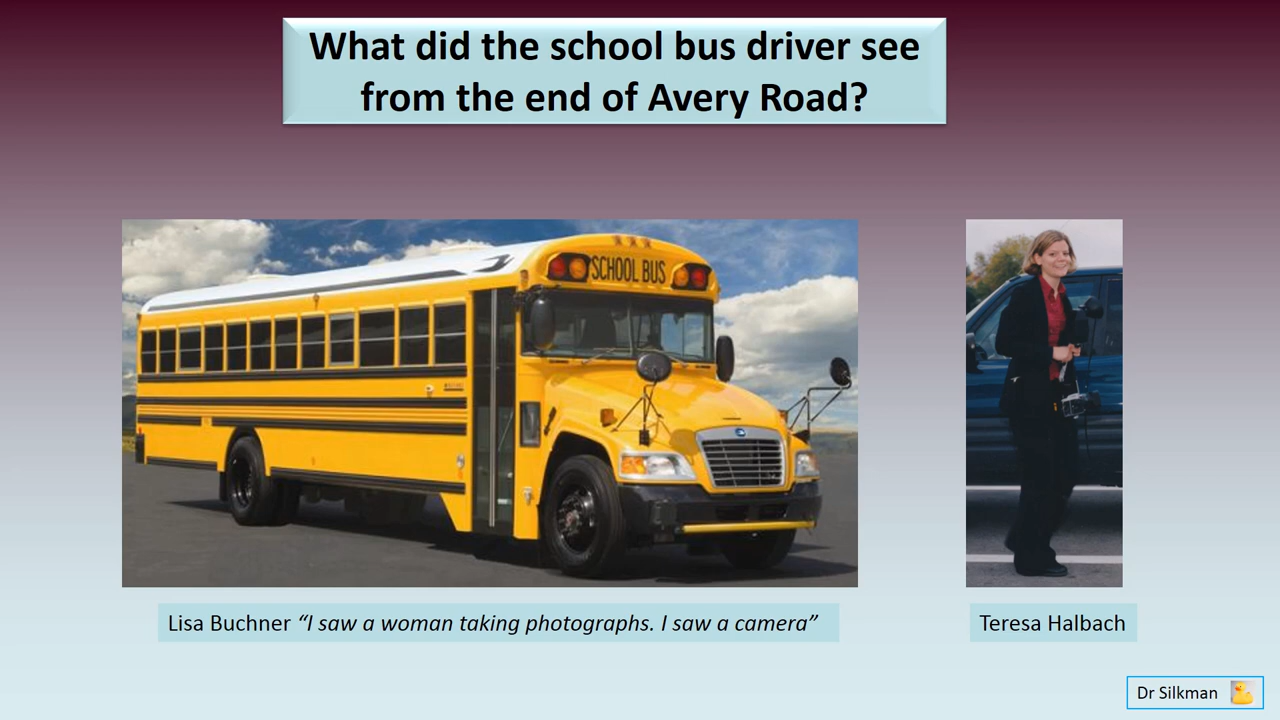 What did the school bus driver see
from the end of Avery Road?
SCHOOL BUS
Lisa Buchner “I saw a woman taking photographs. I saw a camera”
Teresa Halbach
Dr Silkman